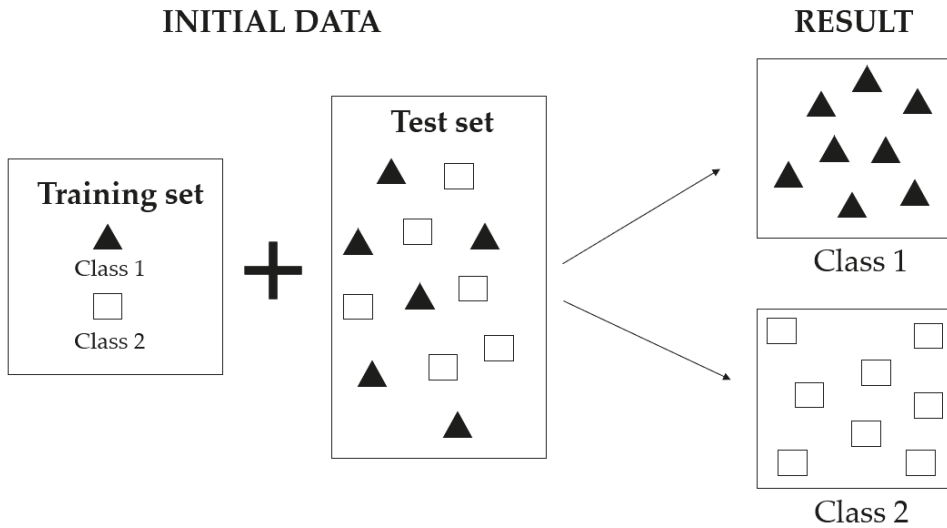 INITIAL DATA
RESULT
Training set
Class 1
Class 2
Test set
Class 1
Class 2